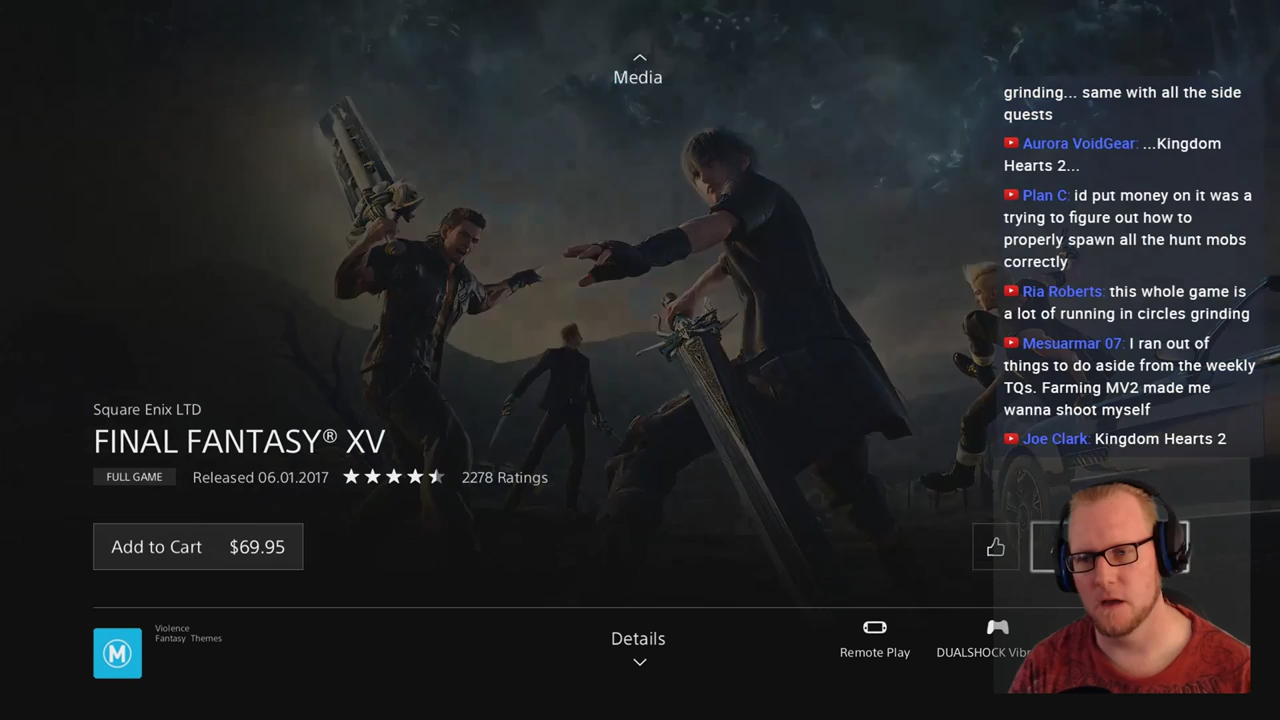 Media
grinding... same with all the side
quests
Aurora VoidGear: ...Kingdom
Hearts 2...
Plan C: id put money on it was a
trying to figure out how to
properly spawn all the hunt mobs
correctly
Ria Roberts: this whole game is
a lot of running in circles grinding
Mesuarmar 07: I ran out of
things to do aside from the weekly
TQs. Farming MV2 made me
wanna shoot myself
Joe Clark: Kingdom Hearts 2
Square Enix LTD
FINAL FANTASY® XV
FULL GAME Released 06.01.2017 2278 Ratings
Add to Cart $69.95
M
Violence
Fantasy Themes
Details
Remote Play
DUALSHOCK